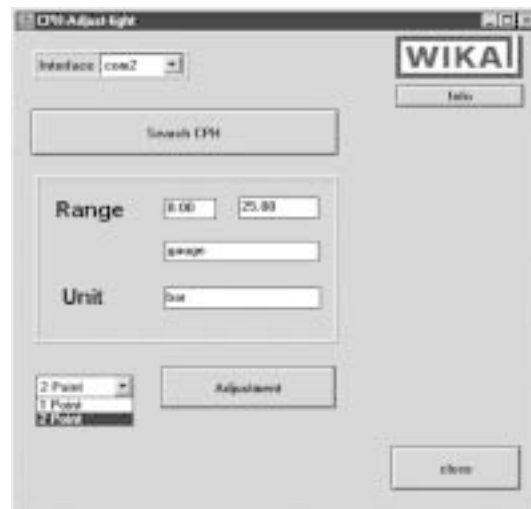 CPH-Adjust-light
Interface com2
WIKA
Info
Search CPH
Range 0.00 25.00
gauge
Unit bar
2 Point
1 Point
2 Point
Adjustment
close